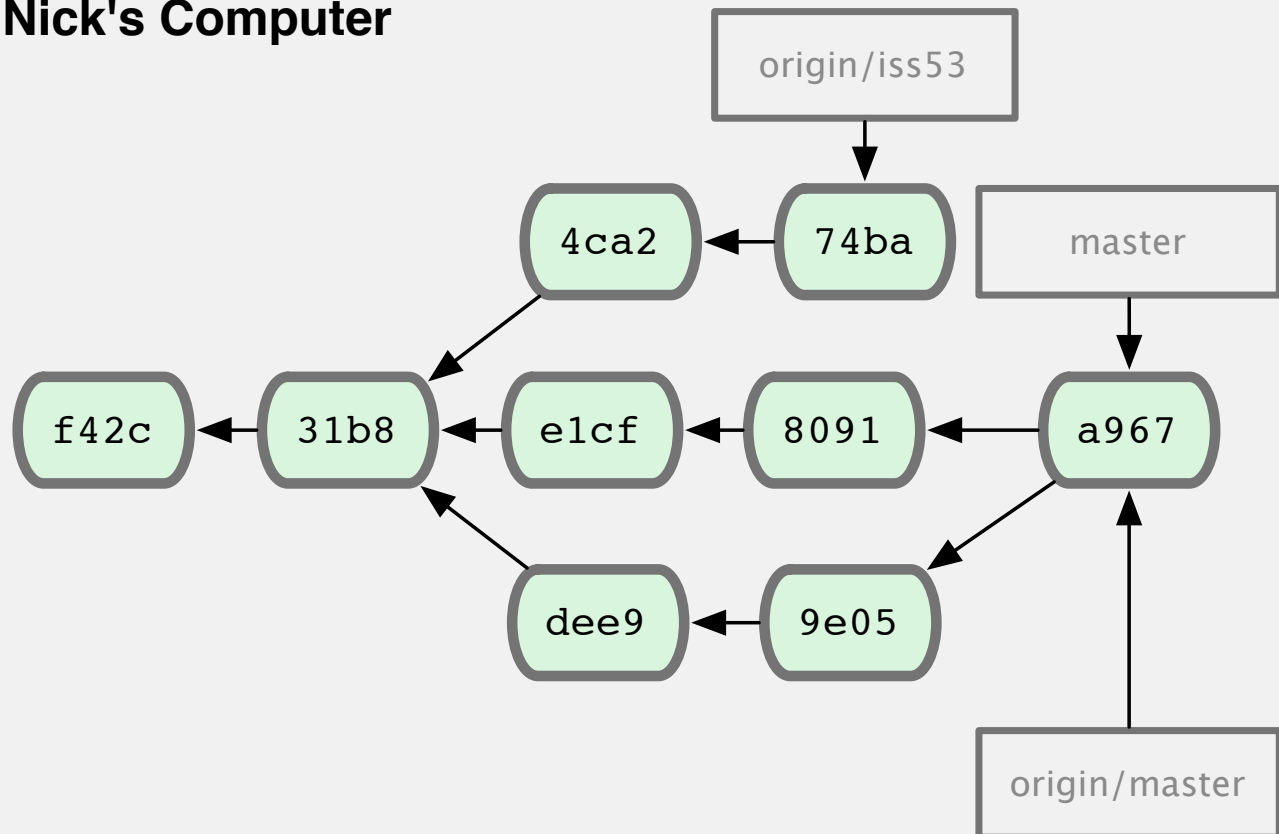 Nick's Computer
origin/iss53
4ca2
74ba
master
f42c
31b8
e1cf
8091
a967
dee9
9e05
origin/master